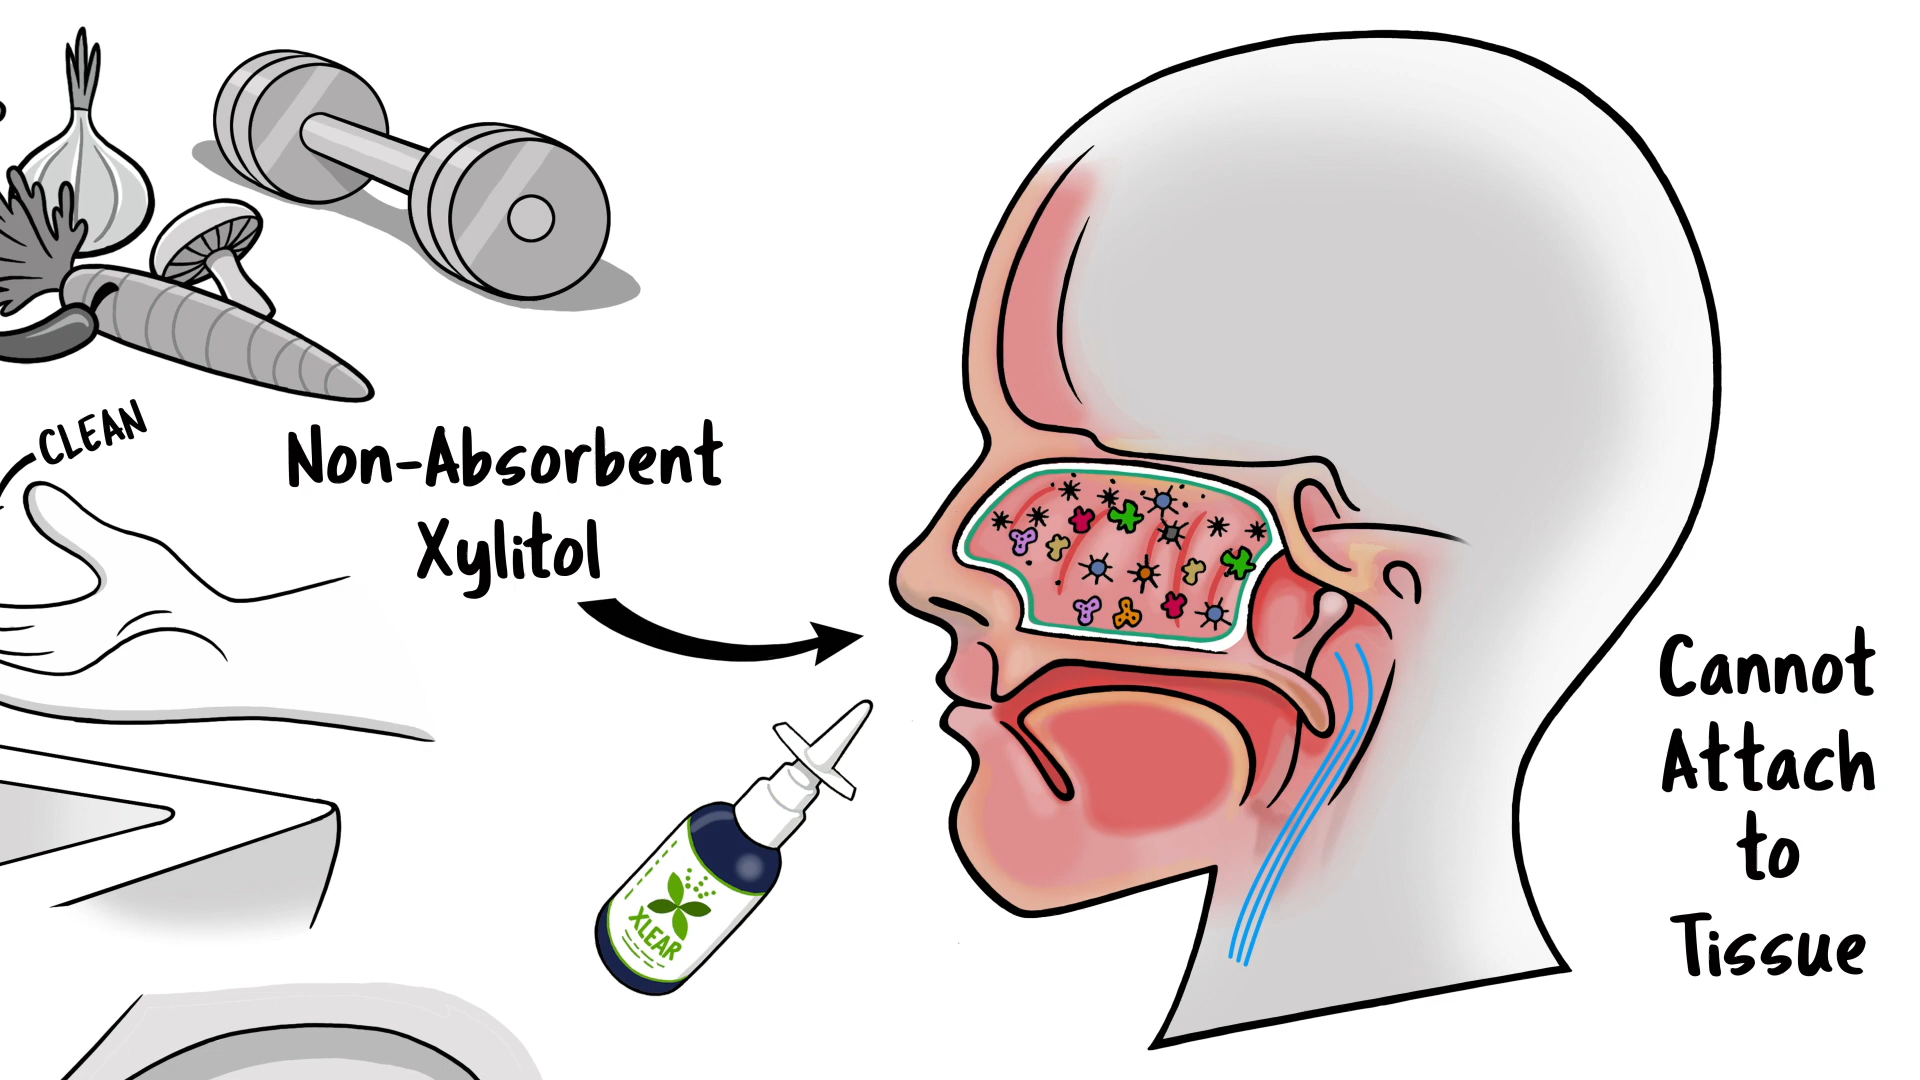 CLEAN
Non-Absorbent
Xylitol
XLEAR
Cannot
Attach
to
Tissue